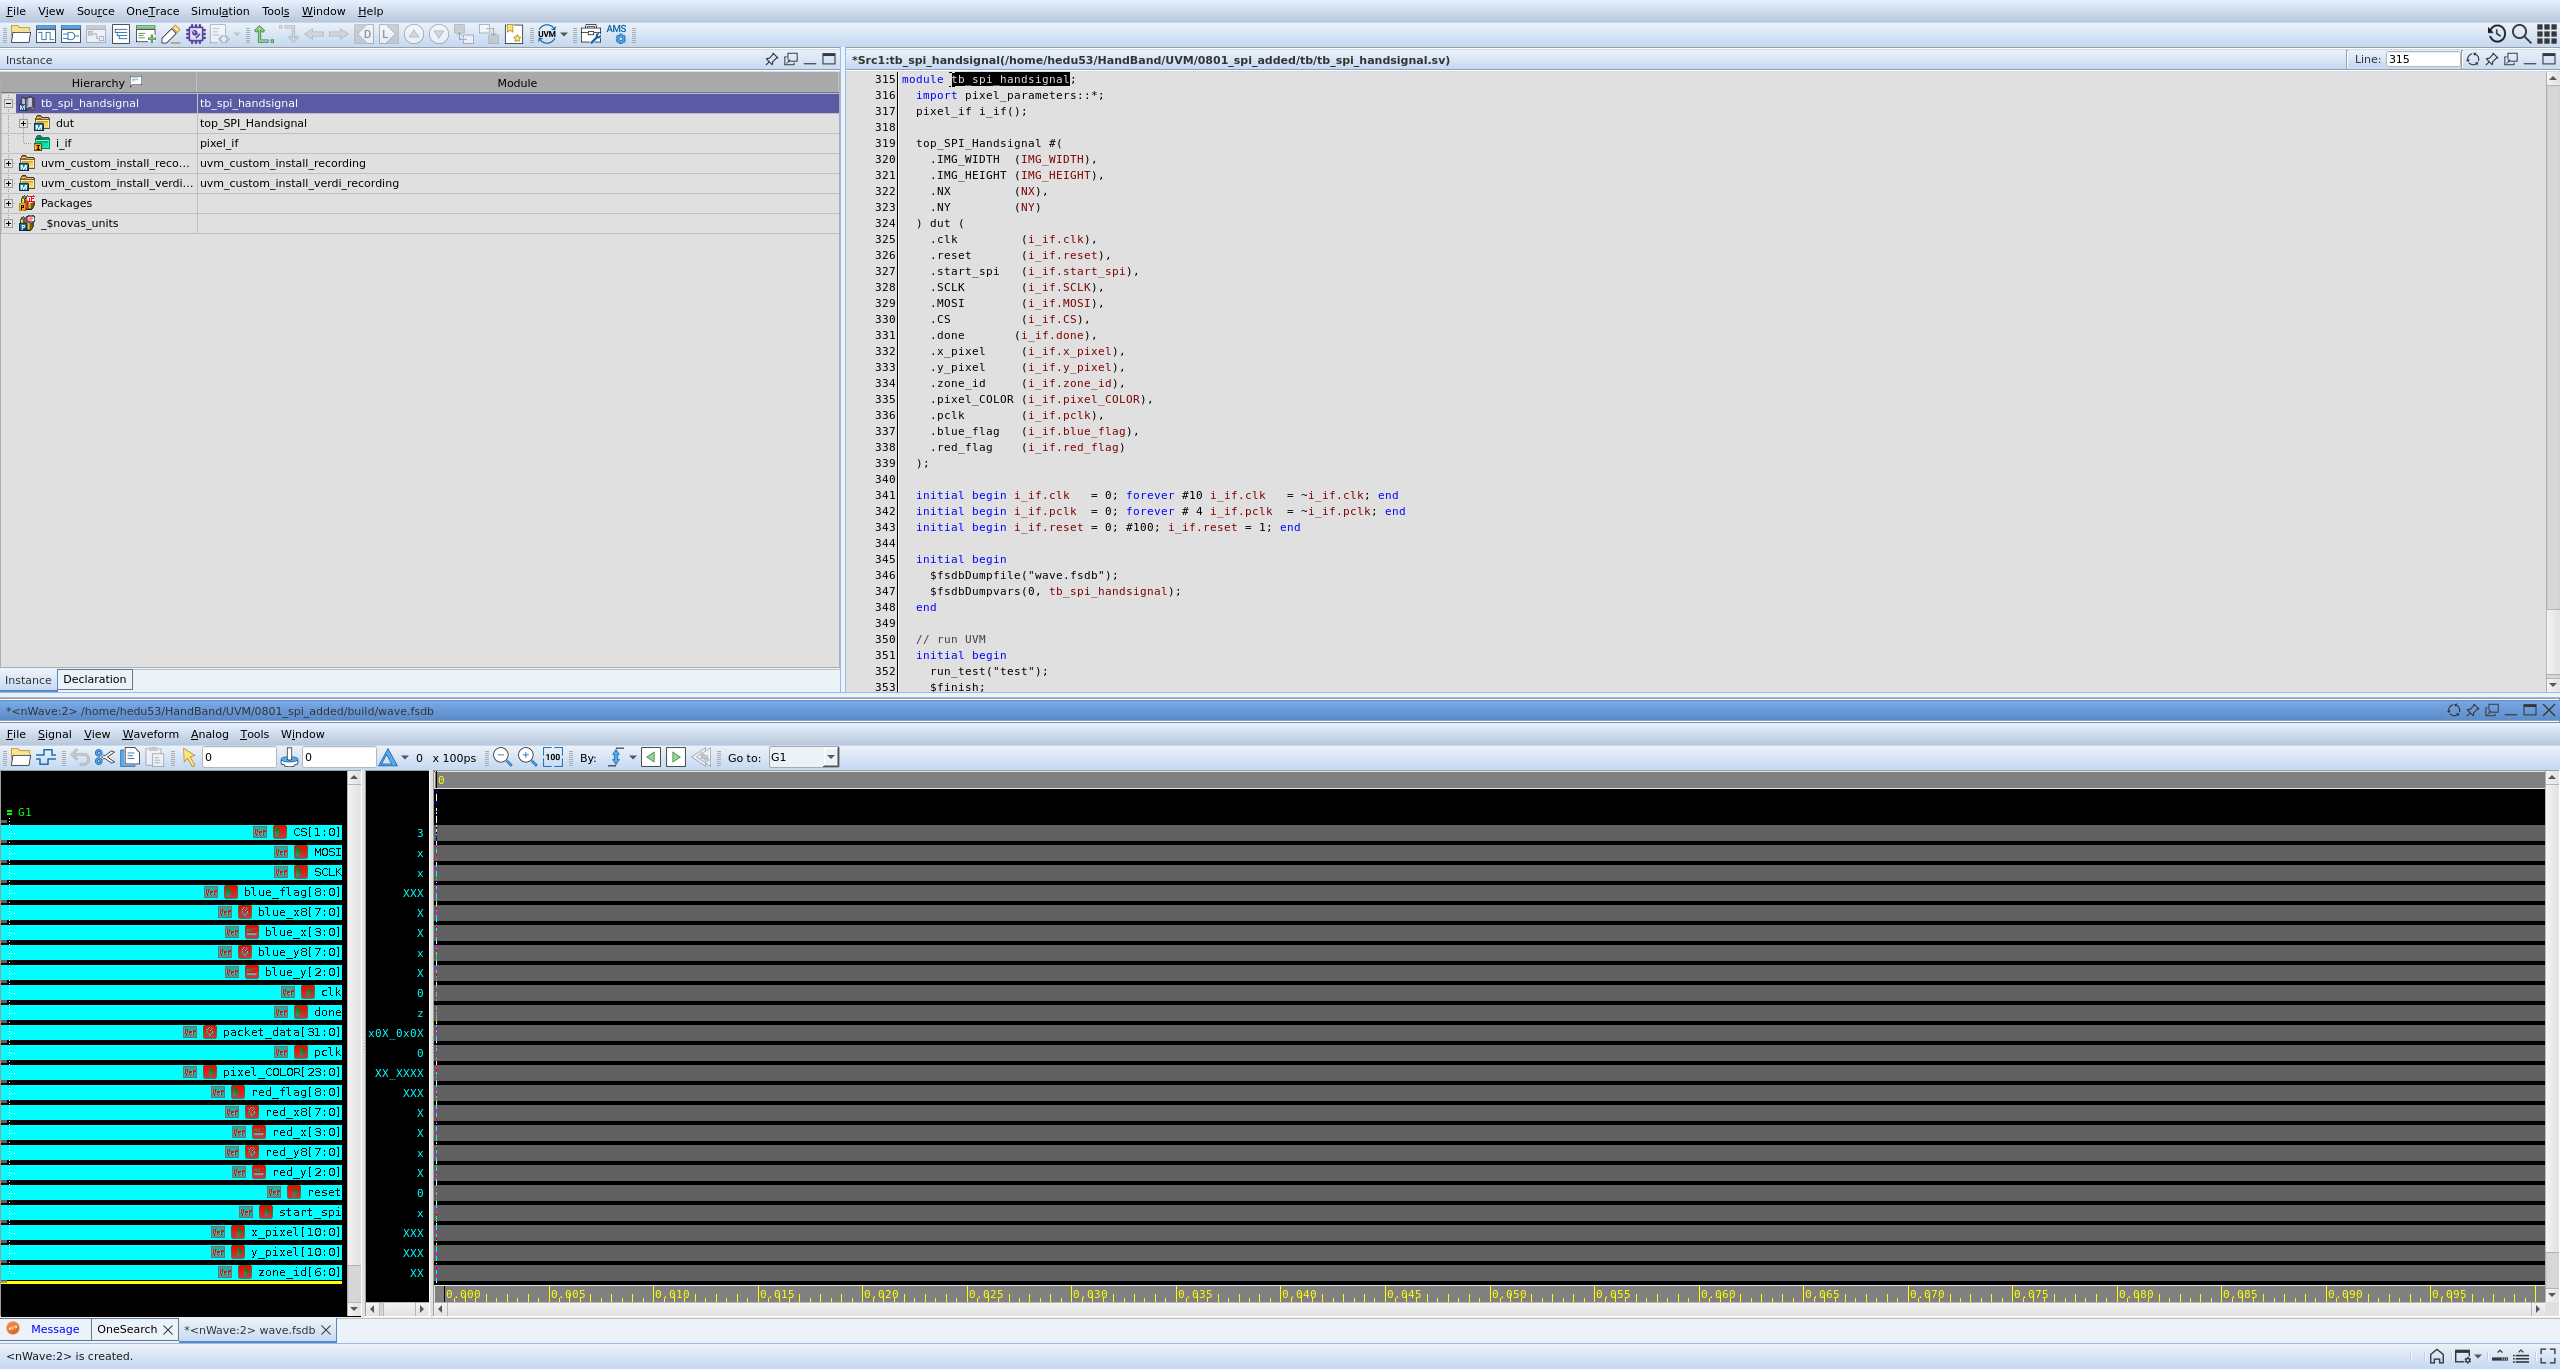 File View Source OneTrace Simulation Tools Window Help
UVM AMS
Instance
Hierarchy Module
tb_spi_handsignal tb_spi_handsignal
dut top_SPI_Handsignal
i_if pixel_if
uvm_custom_install_reco... uvm_custom_install_recording
uvm_custom_install_verdi... uvm_custom_install_verdi_recording
Packages
_$novas_units
Instance Declaration
*Src1:tb_spi_handsignal(/home/hedu53/HandBand/UVM/0801_spi_added/tb/tb_spi_handsignal.sv) Line: 315
315 module tb_spi_handsignal;
316 import pixel_parameters::*;
317 pixel_if i_if();
318
319 top_SPI_Handsignal #(
320 .IMG_WIDTH (IMG_WIDTH),
321 .IMG_HEIGHT (IMG_HEIGHT),
322 .NX (NX),
323 .NY (NY)
324 ) dut (
325 .clk (i_if.clk),
326 .reset (i_if.reset),
327 .start_spi (i_if.start_spi),
328 .SCLK (i_if.SCLK),
329 .MOSI (i_if.MOSI),
330 .CS (i_if.CS),
331 .done (i_if.done),
332 .x_pixel (i_if.x_pixel),
333 .y_pixel (i_if.y_pixel),
334 .zone_id (i_if.zone_id),
335 .pixel_COLOR (i_if.pixel_COLOR),
336 .pclk (i_if.pclk),
337 .blue_flag (i_if.blue_flag),
338 .red_flag (i_if.red_flag)
339 );
340
341 initial begin i_if.clk = 0; forever #10 i_if.clk = ~i_if.clk; end
342 initial begin i_if.pclk = 0; forever # 4 i_if.pclk = ~i_if.pclk; end
343 initial begin i_if.reset = 0; #100; i_if.reset = 1; end
344
345 initial begin
346 $fsdbDumpfile("wave.fsdb");
347 $fsdbDumpvars(0, tb_spi_handsignal);
348 end
349
350 // run UVM
351 initial begin
352 run_test("test");
353 $finish;
*<nWave:2> /home/hedu53/HandBand/UVM/0801_spi_added/build/wave.fsdb
File Signal View Waveform Analog Tools Window
0 0 0 x 100ps 100 By: Go to: G1
0
G1
CS[1:0] 3
MOSI x
SCLK x
blue_flag[8:0] XXX
blue_x8[7:0] X
blue_x[3:0] X
blue_y8[7:0] x
blue_y[2:0] X
clk 0
done z
packet_data[31:0] x0X_0x0X
pclk 0
pixel_COLOR[23:0] XX_XXXX
red_flag[8:0] XXX
red_x8[7:0] X
red_x[3:0] X
red_y8[7:0] x
red_y[2:0] X
reset 0
start_spi x
x_pixel[10:0] XXX
y_pixel[10:0] XXX
zone_id[6:0] XX
0.000 0.005 0.010 0.015 0.020 0.025 0.030 0.035 0.040 0.045 0.050 0.055 0.060 0.065 0.070 0.075 0.080 0.085 0.090 0.095
Message OneSearch *<nWave:2> wave.fsdb
<nWave:2> is created.